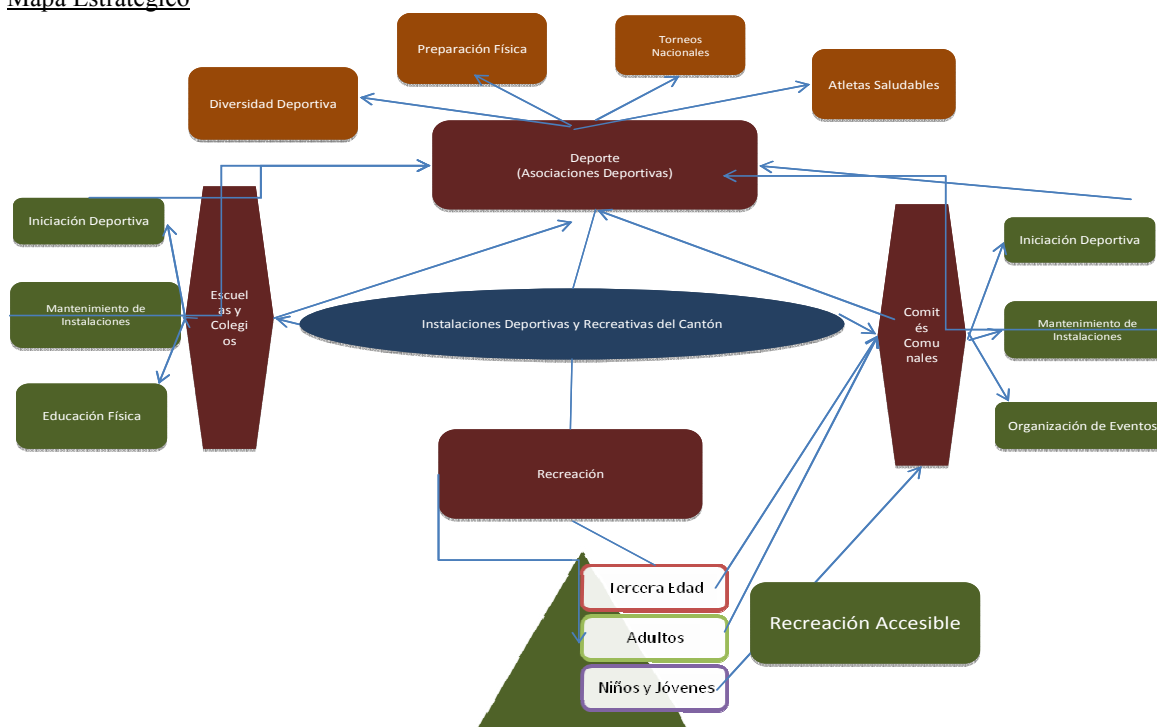 Mapa Estratégico
Preparación Física
Torneos
Nacionales
Atletas Saludables
Diversidad Deportiva
Deporte
(Asociaciones Deportivas)
Iniciación Deportiva
Mantenimiento de
Instalaciones
Educación Física
Escuel
as y
Colegi
os
Instalaciones Deportivas y Recreativas del Cantón
Comit
és
Comu
nales
Iniciación Deportiva
Mantenimiento de
Instalaciones
Organización de Eventos
Recreación
Tercera Edad
Adultos
Niños y Jóvenes
Recreación Accesible